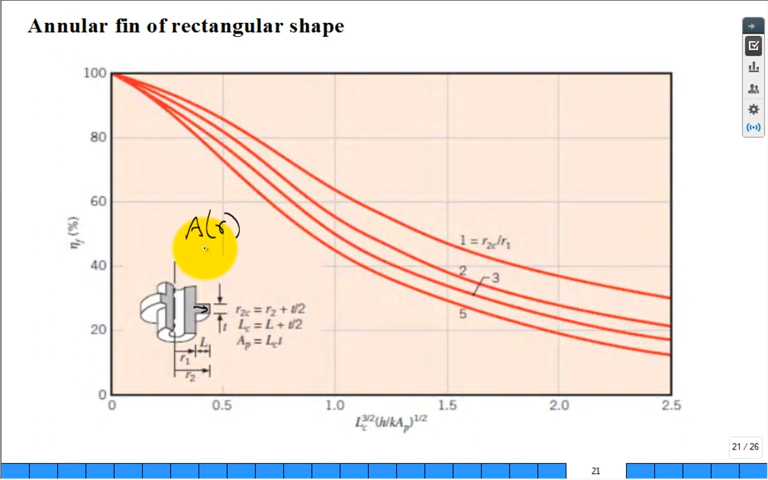 Annular fin of rectangular shape
100
80
60
40
20
0
η_f (%)
A(r)
1 = r_2c/r_1
2
3
5
r_2c = r_2 + t/2
L_c = L + t/2
A_p = L_c t
t
L
r_1
r_2
0 0.5 1.0 1.5 2.0 2.5
L_c^3/2(h/kA_p)^1/2
21 / 26
21